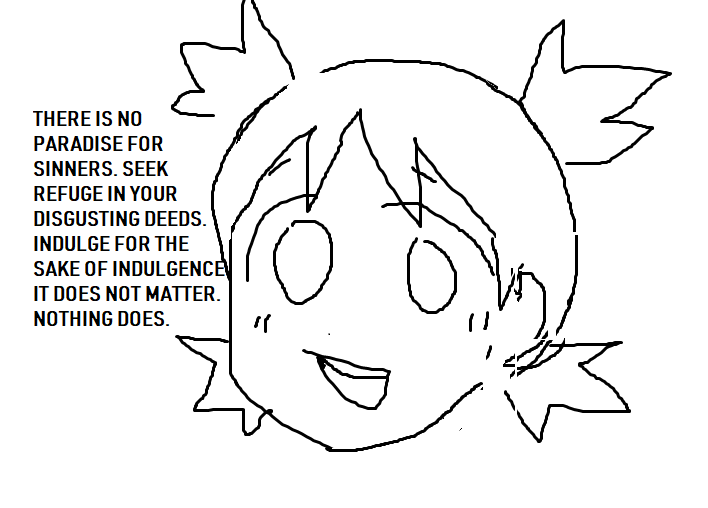 THERE IS NO
PARADISE FOR
SINNERS. SEEK
REFUGE IN YOUR
DISGUSTING DEEDS.
INDULGE FOR THE
SAKE OF INDULGENCE
IT DOES NOT MATTER.
NOTHING DOES.